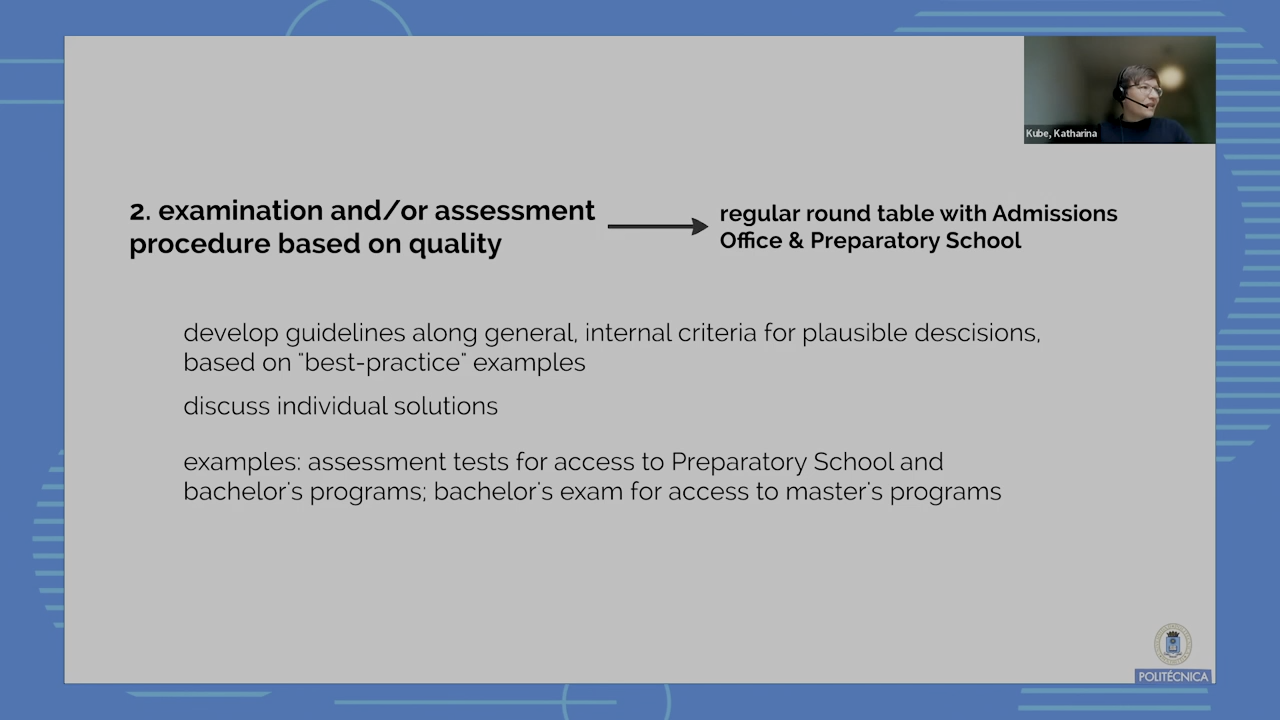 Kube, Katharina
2. examination and/or assessment
procedure based on quality
regular round table with Admissions
Office & Preparatory School
develop guidelines along general, internal criteria for plausible descisions,
based on "best-practice" examples
discuss individual solutions
examples: assessment tests for access to Preparatory School and
bachelor's programs; bachelor's exam for access to master's programs
POLITÉCNICA